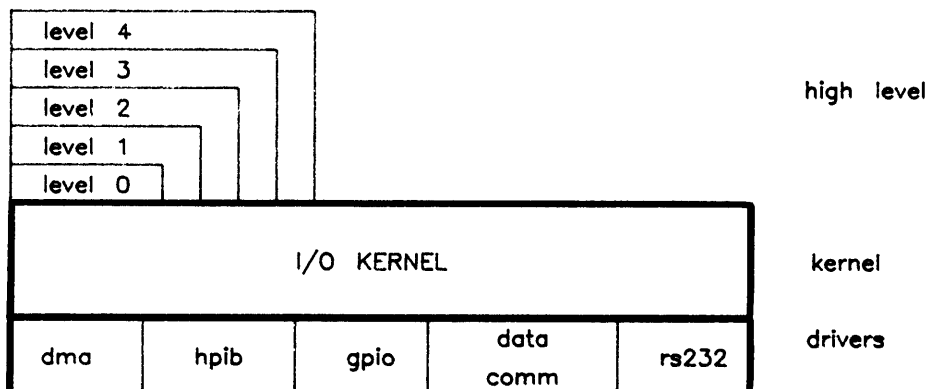 level 4
level 3
high level
level 2
level 1
level 0
I/O KERNEL
kernel
dma
hpib
gpio
data
comm
rs232
drivers